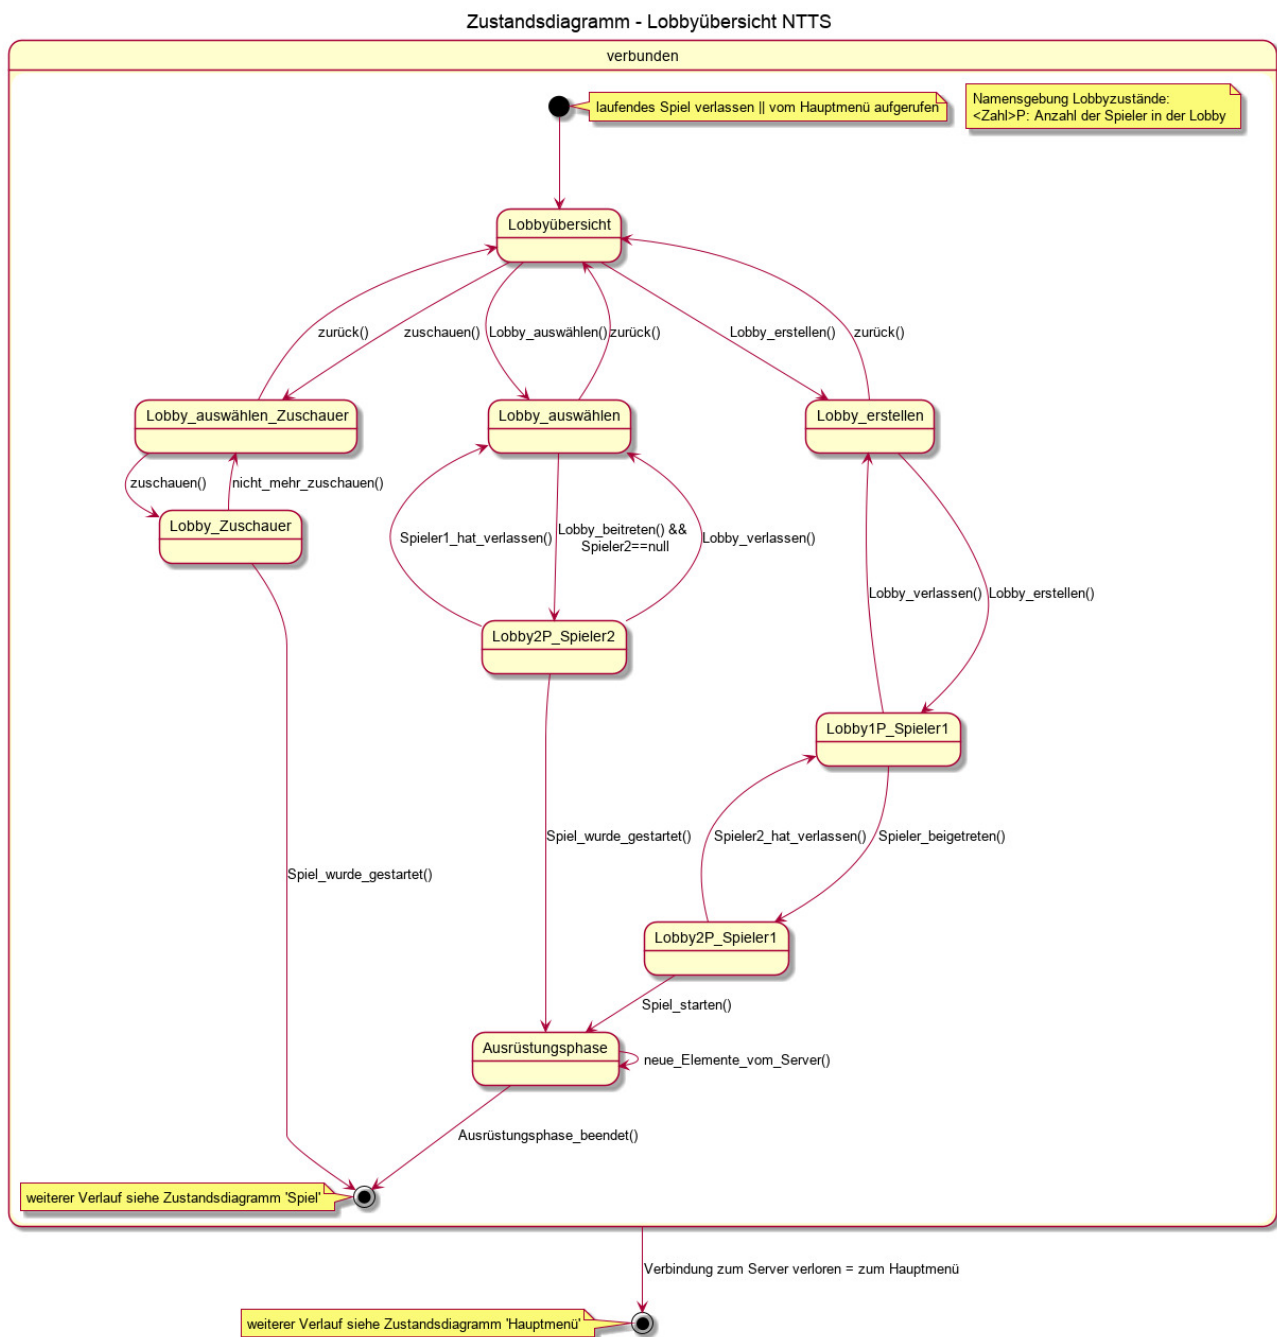 Zustandsdiagramm - Lobbyübersicht NTTS
verbunden
laufendes Spiel verlassen || vom Hauptmenü aufgerufen
Namensgebung Lobbyzustände:
<Zahl>P: Anzahl der Spieler in der Lobby
Lobbyübersicht
zurück()
zuschauen()
Lobby_auswählen()
zurück()
Lobby_erstellen()
zurück()
Lobby_auswählen_Zuschauer
Lobby_auswählen
Lobby_erstellen
zuschauen()
nicht_mehr_zuschauen()
Lobby_Zuschauer
Spieler1_hat_verlassen()
Lobby_beitreten() &&
Spieler2==null
Lobby_verlassen()
Lobby_verlassen()
Lobby_erstellen()
Lobby2P_Spieler2
Lobby1P_Spieler1
Spiel_wurde_gestartet()
Spieler2_hat_verlassen()
Spieler_beigetreten()
Spiel_wurde_gestartet()
Lobby2P_Spieler1
Spiel_starten()
Ausrüstungsphase
neue_Elemente_vom_Server()
Ausrüstungsphase_beendet()
weiterer Verlauf siehe Zustandsdiagramm 'Spiel'
Verbindung zum Server verloren = zum Hauptmenü
weiterer Verlauf siehe Zustandsdiagramm 'Hauptmenü'